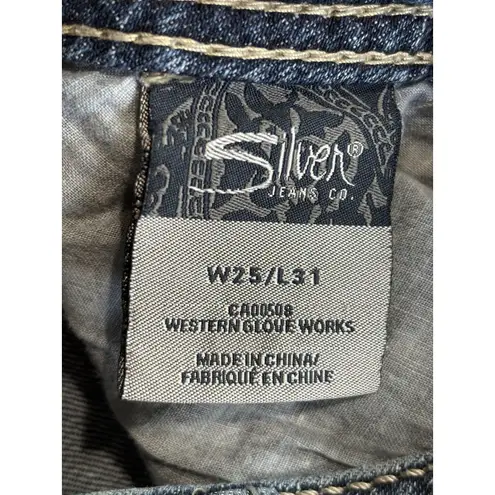 Silver®
JEANS CO.
W25/L31
CA00508
WESTERN GLOVE WORKS
MADE IN CHINA/
FABRIQUÉ EN CHINE